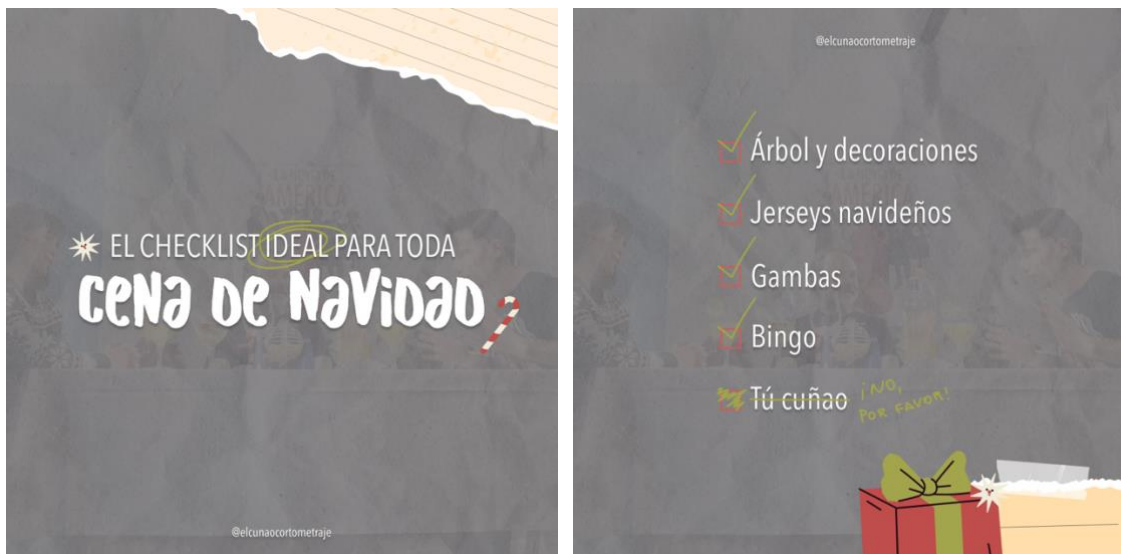 EL CHECKLIST IDEAL PARA TODA
CENA DE NAVIDAD
@elcunaocortometraje
@elcunaocortometraje
Árbol y decoraciones
Jerseys navideños
Gambas
Bingo
Tú cuñao ¡NO,
POR FAVOR!